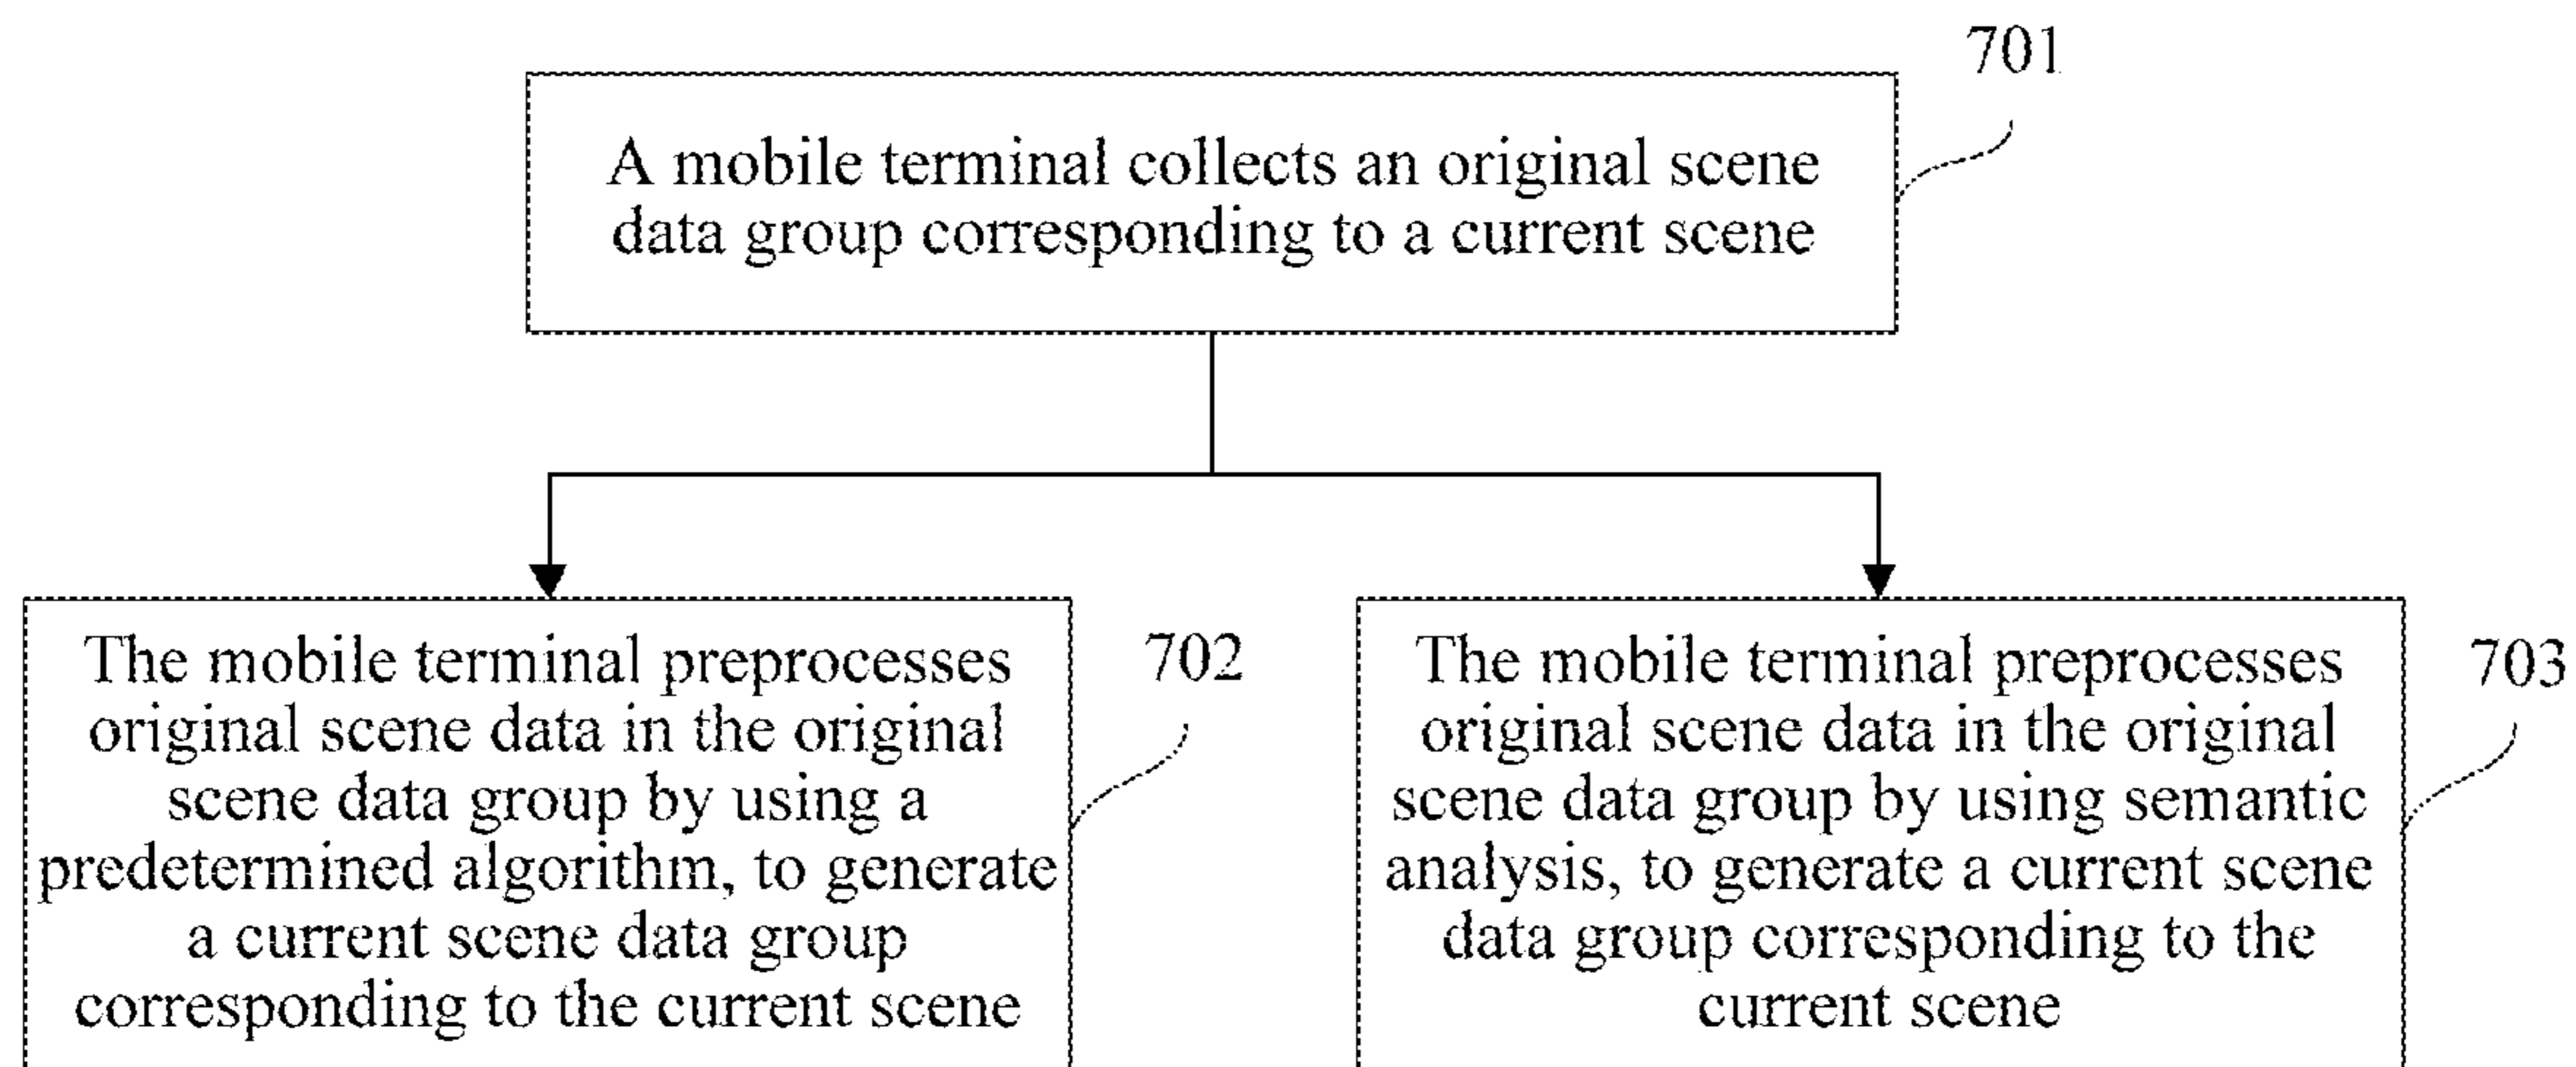 701
A mobile terminal collects an original scene
data group corresponding to a current scene
The mobile terminal preprocesses
original scene data in the original
scene data group by using a
predetermined algorithm, to generate
a current scene data group
corresponding to the current scene
702
The mobile terminal preprocesses
original scene data in the original
scene data group by using semantic
analysis, to generate a current scene
data group corresponding to the
current scene
703